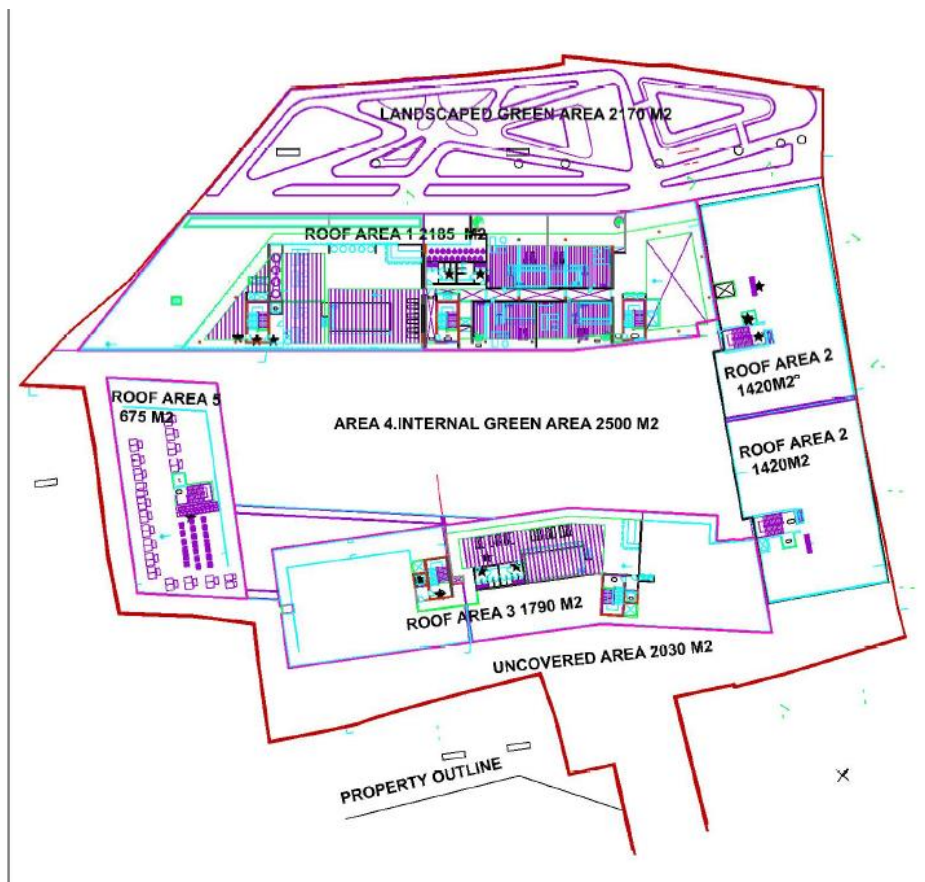 LANDSCAPED GREEN AREA 2170 M2
ROOF AREA 1 2185 M2
ROOF AREA 2
1420M2
ROOF AREA 5
675 M2
AREA 4.INTERNAL GREEN AREA 2500 M2
ROOF AREA 2
1420M2
ROOF AREA 3 1790 M2
UNCOVERED AREA 2030 M2
PROPERTY OUTLINE